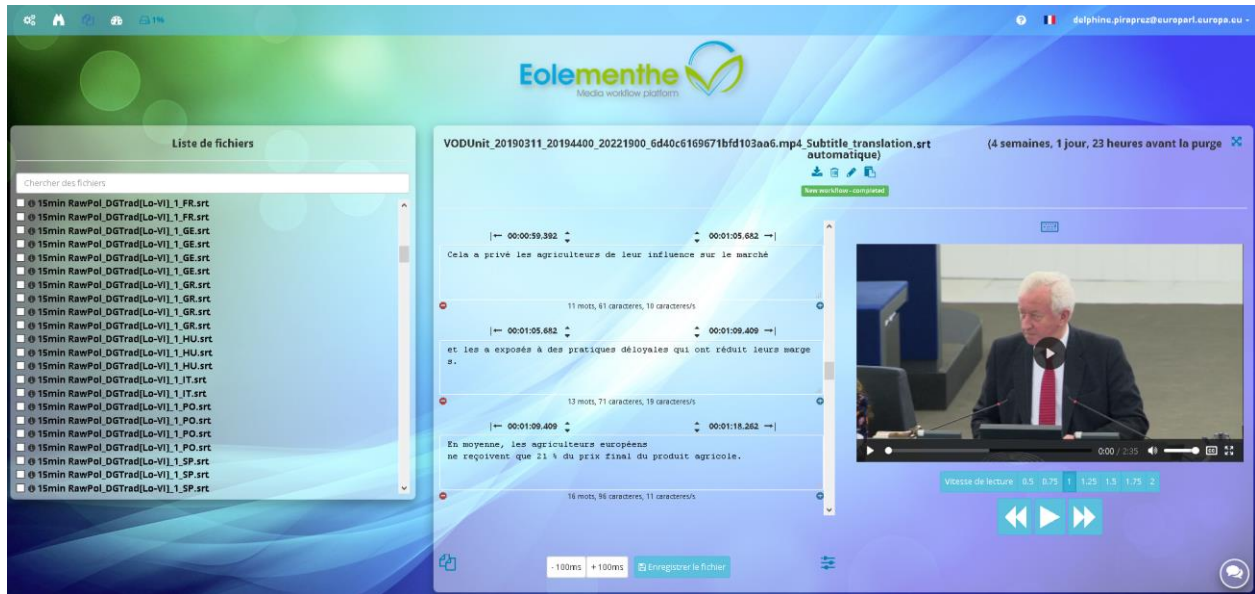 1%
delphine.piraprez@europarl.europa.eu
Eolementhe
Media workflow platform
Liste de fichiers
Chercher des fichiers
15min RawPol_DGTrad[Lo-VI]_1_FR.srt
15min RawPol_DGTrad[Lo-VI]_1_FR.srt
15min RawPol_DGTrad[Lo-VI]_1_GE.srt
15min RawPol_DGTrad[Lo-VI]_1_GE.srt
15min RawPol_DGTrad[Lo-VI]_1_GE.srt
15min RawPol_DGTrad[Lo-VI]_1_GE.srt
15min RawPol_DGTrad[Lo-VI]_1_GR.srt
15min RawPol_DGTrad[Lo-VI]_1_GR.srt
15min RawPol_DGTrad[Lo-VI]_1_GR.srt
15min RawPol_DGTrad[Lo-VI]_1_GR.srt
15min RawPol_DGTrad[Lo-VI]_1_HU.srt
15min RawPol_DGTrad[Lo-VI]_1_HU.srt
15min RawPol_DGTrad[Lo-VI]_1_HU.srt
15min RawPol_DGTrad[Lo-VI]_1_IT.srt
15min RawPol_DGTrad[Lo-VI]_1_IT.srt
15min RawPol_DGTrad[Lo-VI]_1_PO.srt
15min RawPol_DGTrad[Lo-VI]_1_PO.srt
15min RawPol_DGTrad[Lo-VI]_1_PO.srt
15min RawPol_DGTrad[Lo-VI]_1_PO.srt
15min RawPol_DGTrad[Lo-VI]_1_SP.srt
15min RawPol_DGTrad[Lo-VI]_1_SP.srt
15min RawPol_DGTrad[Lo-VI]_1_SP.srt
VODUnit_20190311_20194400_20221900_6d40c6169671bfd103aa6.mp4_Subtitle_translation.srt (4 semaines, 1 jour, 23 heures avant la purge
automatique)
New workflow - completed
00:00:59,392 00:01:05,682
Cela a privé les agriculteurs de leur influence sur le marché
11 mots, 61 caracteres, 10 caracteres/s
00:01:05.682 00:01:09.409
et les a exposés à des pratiques déloyales qui ont réduit leurs marge
s.
13 mots, 71 caracteres, 19 caracteres/s
00:01:09.409 00:01:18,262
En moyenne, les agriculteurs européens
ne reçoivent que 21 % du prix final du produit agricole.
16 mots, 96 caracteres, 11 caracteres/s
- 100ms + 100ms Enregistrer le fichier
0:00 / 2:35
Vitesse de lecture 0.5 0.75 1 1.25 1.5 1.75 2